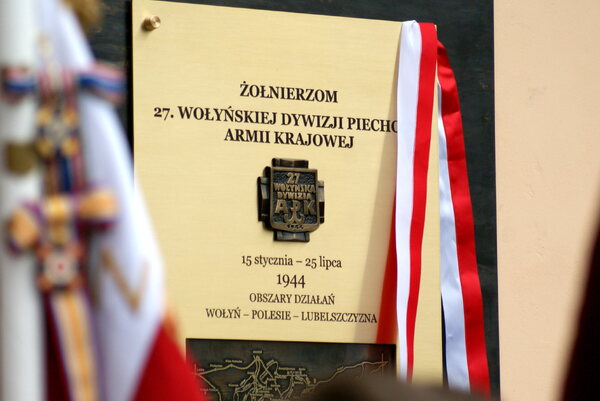 ŻOŁNIERZOM
27. WOŁYŃSKIEJ DYWIZJI PIECHO
ARMII KRAJOWEJ
27
WOŁYŃSKA
DYWIZJA
AK
15 stycznia – 25 lipca
1944
OBSZARY DZIAŁAŃ
WOŁYŃ – POLESIE – LUBELSZCZYZNA